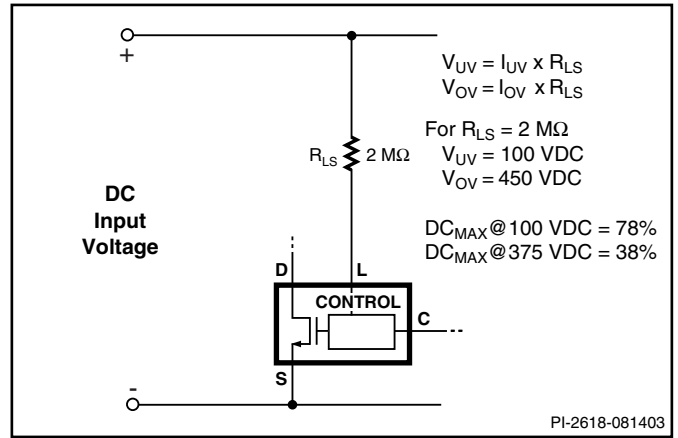 +
V_UV = I_UV x R_LS
V_OV = I_OV x R_LS
For R_LS = 2 MΩ
V_UV = 100 VDC
V_OV = 450 VDC
R_LS 2 MΩ
DC
Input
Voltage
DC_MAX@100 VDC = 78%
DC_MAX@375 VDC = 38%
D L
CONTROL
C
S
-
PI-2618-081403